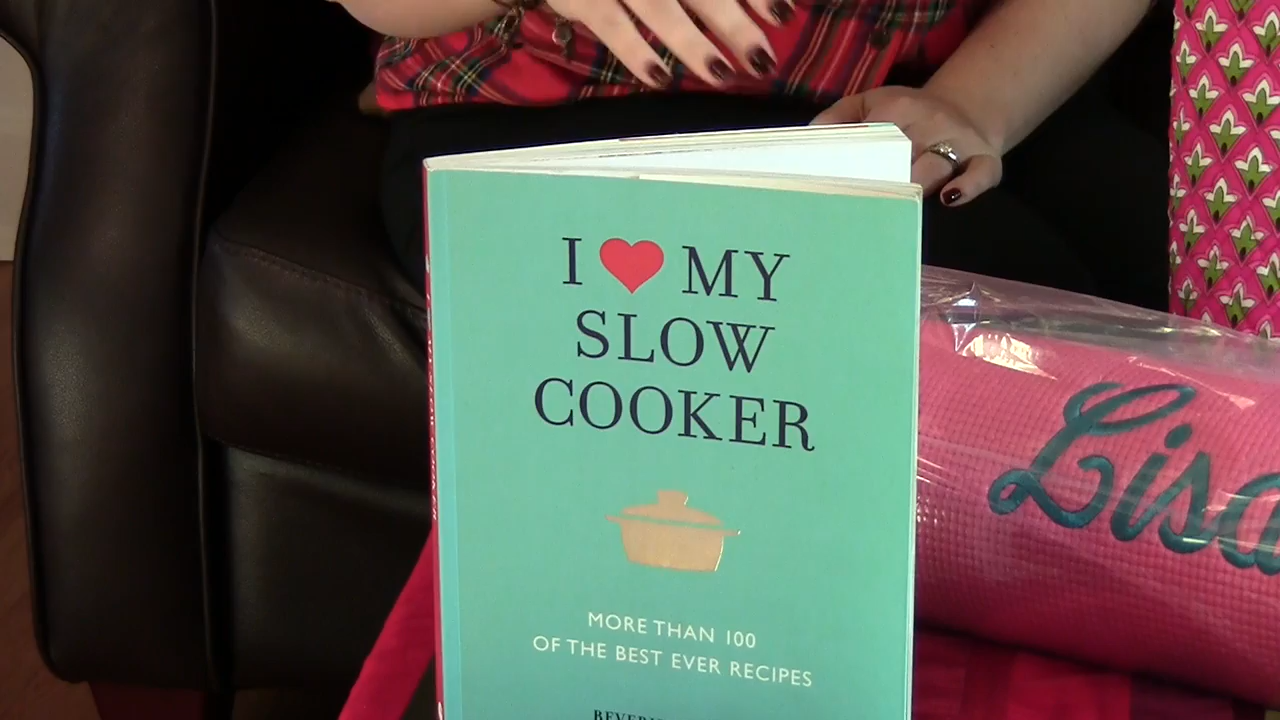 I ♥ MY
SLOW
COOKER
MORE THAN 100
OF THE BEST EVER RECIPES
Lisa